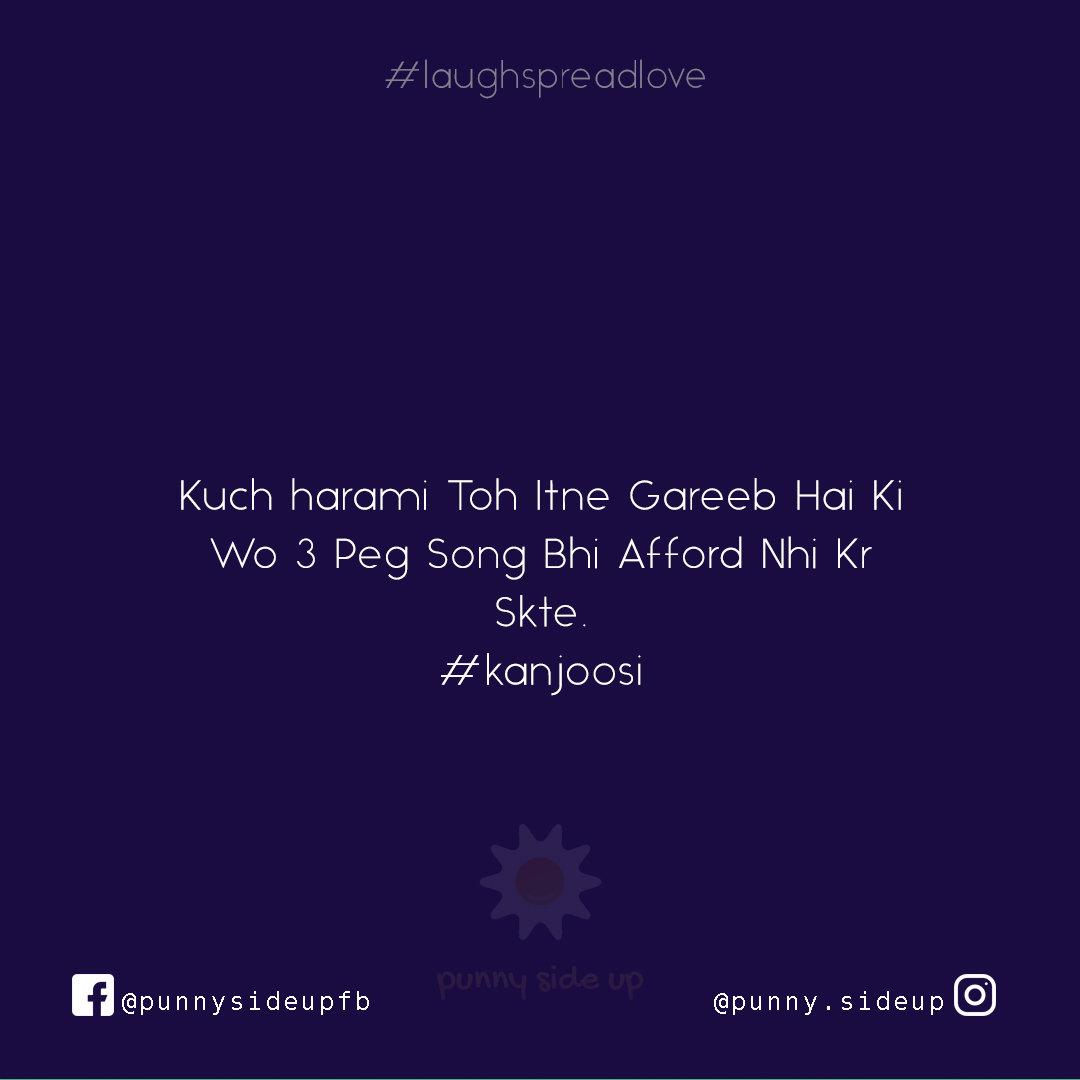 #laughspreadlove
Kuch harami Toh Itne Gareeb Hai Ki
Wo 3 Peg Song Bhi Afford Nhi Kr
Skte.
#kanjoosi
punny side up
@punnysideupfb
@punny.sideup